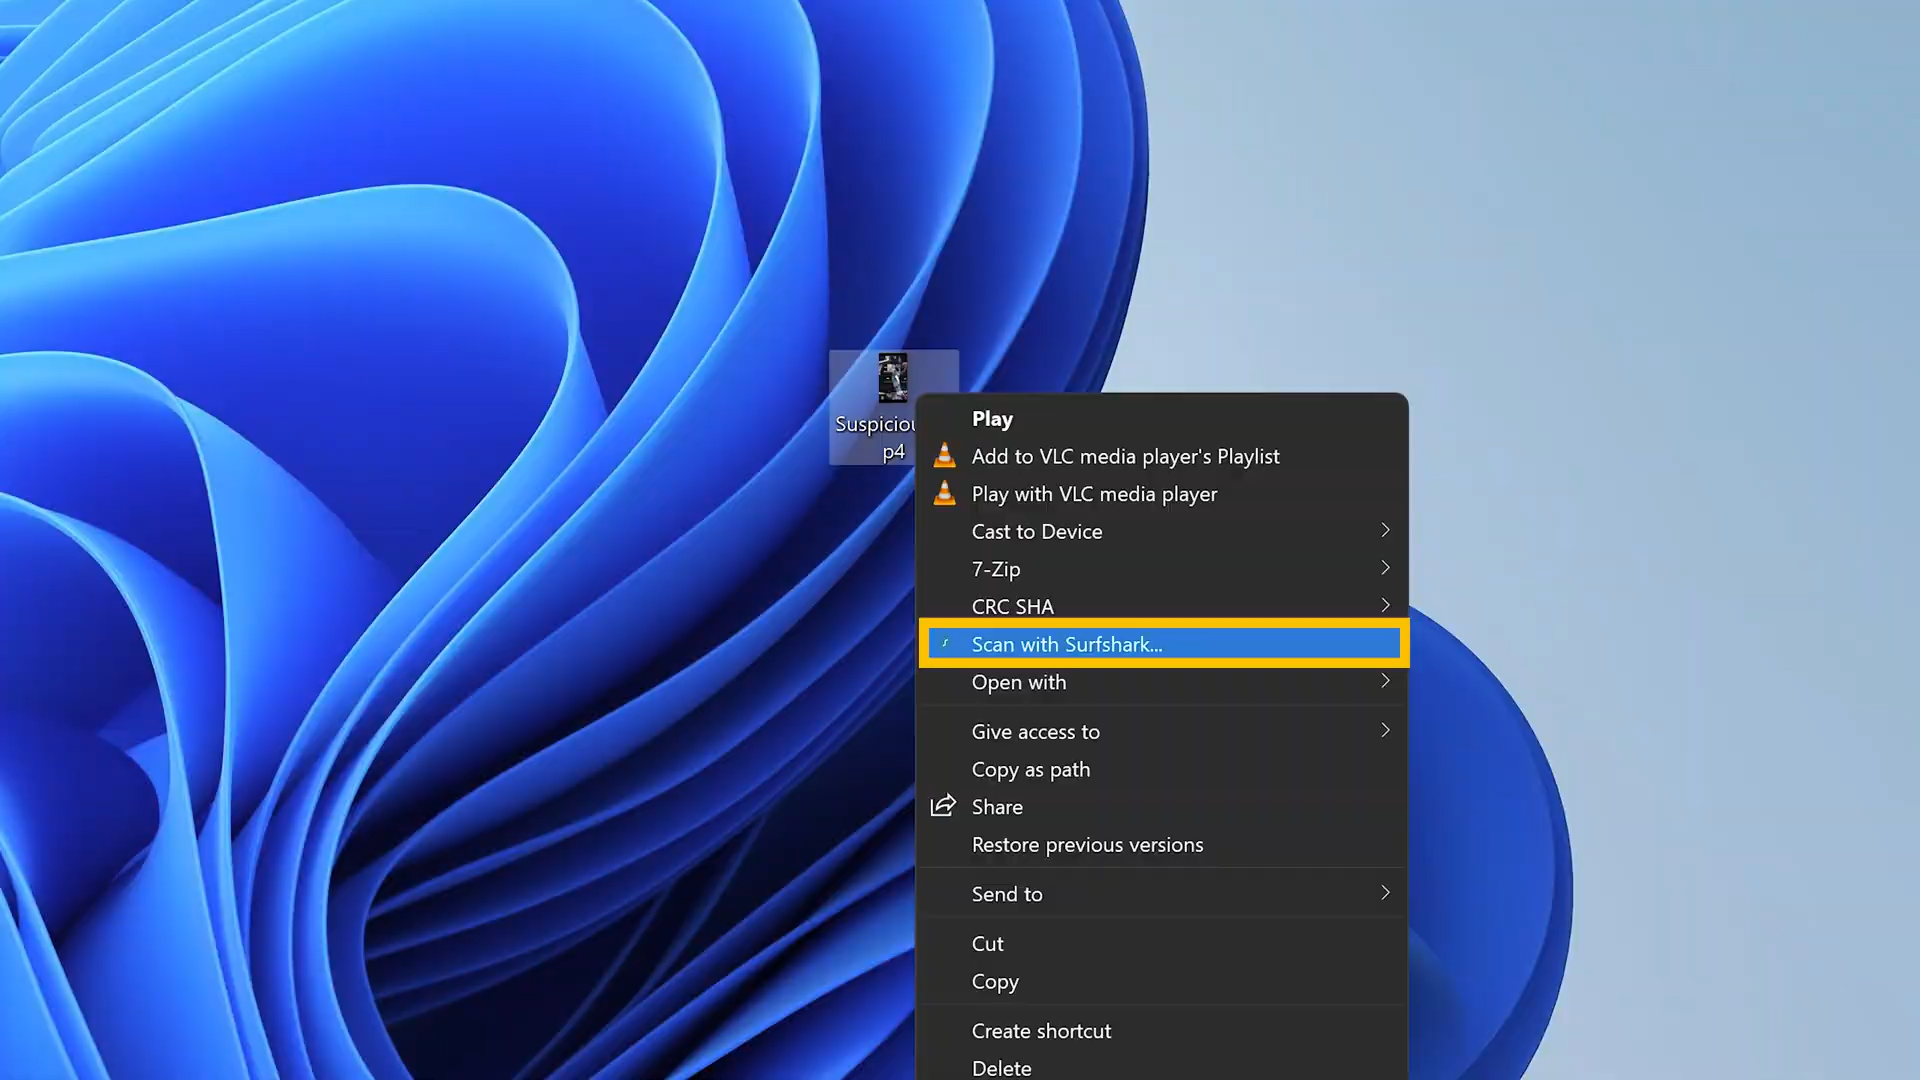 p4
Play
Add to VLC media player's Playlist
Play with VLC media player
Cast to Device
7-Zip
CRC SHA
Scan with Surfshark...
Open with
Give access to
Copy as path
Share
Restore previous versions
Send to
Cut
Copy
Create shortcut
Delete